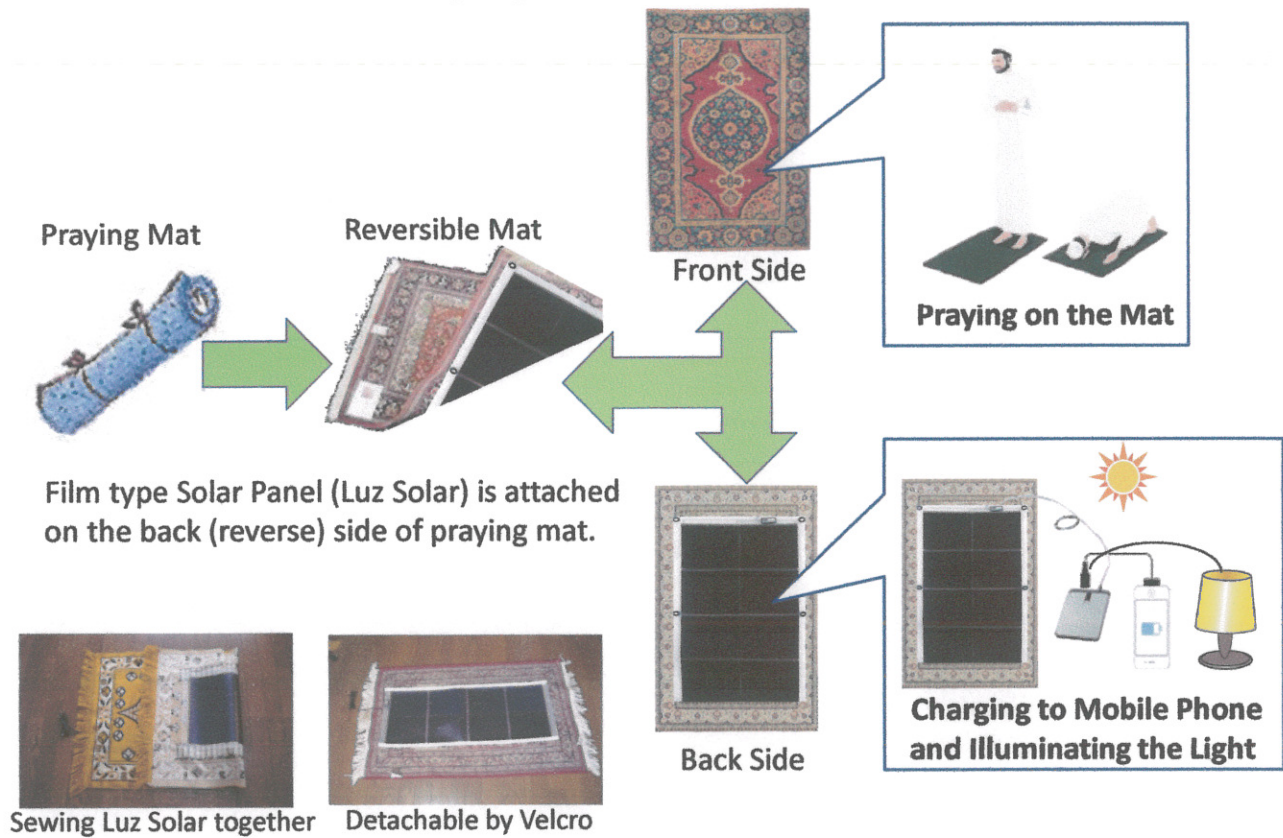 Praying Mat
Reversible Mat
Front Side
Praying on the Mat
Film type Solar Panel (Luz Solar) is attached
on the back (reverse) side of praying mat.
Back Side
Charging to Mobile Phone
and Illuminating the Light
Sewing Luz Solar together
Detachable by Velcro